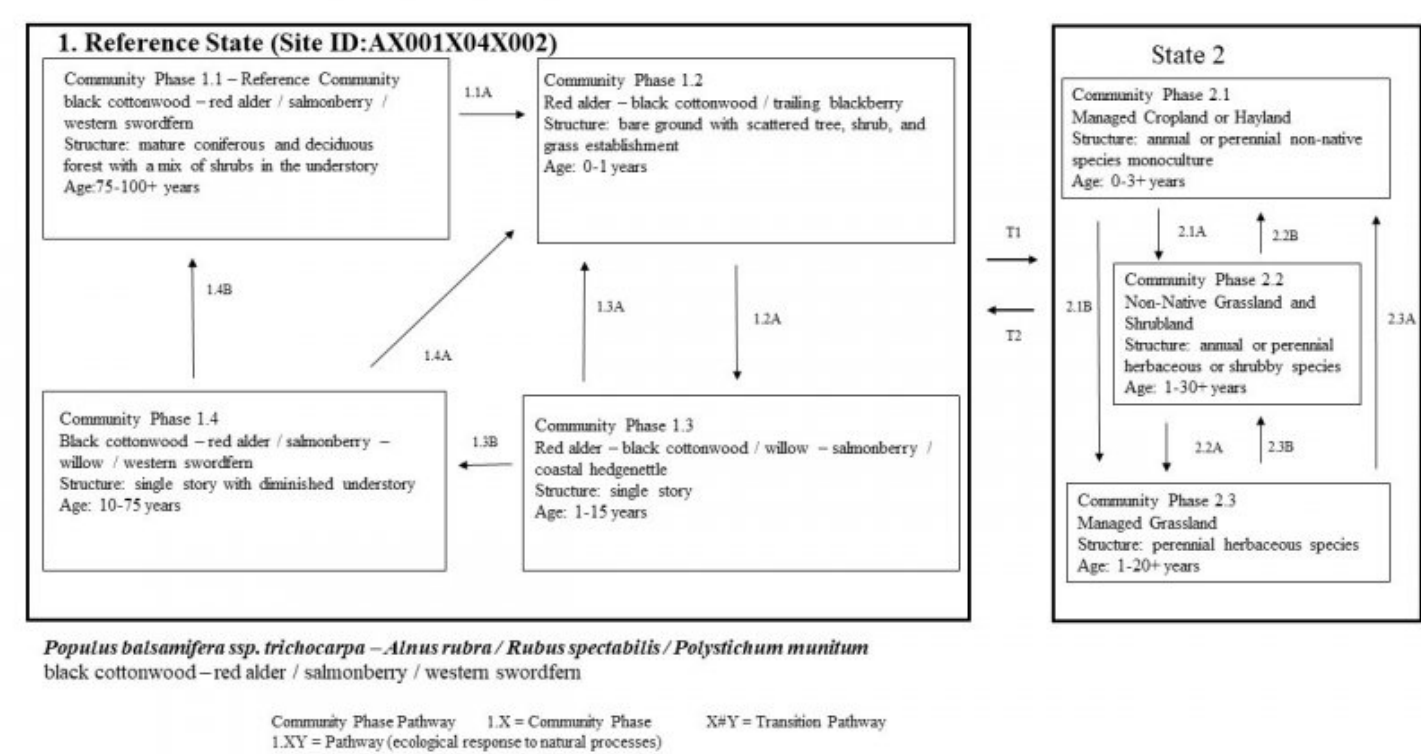 1. Reference State (Site ID:AX001X04X002)
Community Phase 1.1 – Reference Community
black cottonwood – red alder / salmonberry /
western swordfern
Structure: mature coniferous and deciduous
forest with a mix of shrubs in the understory
Age:75-100+ years
1.1A
Community Phase 1.2
Red alder – black cottonwood / trailing blackberry
Structure: bare ground with scattered tree, shrub, and
grass establishment
Age: 0-1 years
1.4B
1.4A
1.3A
1.2A
Community Phase 1.4
Black cottonwood – red alder / salmonberry –
willow / western swordfern
Structure: single story with diminished understory
Age: 10-75 years
1.3B
Community Phase 1.3
Red alder – black cottonwood / willow – salmonberry /
coastal hedgenettle
Structure: single story
Age: 1-15 years
T1
T2
State 2
Community Phase 2.1
Managed Cropland or Hayland
Structure: annual or perennial non-native
species monoculture
Age: 0-3+ years
2.1A
2.2B
2.1B
Community Phase 2.2
Non-Native Grassland and
Shrubland
Structure: annual or perennial
herbaceous or shrubby species
Age: 1-30+ years
2.3A
2.2A
2.3B
Community Phase 2.3
Managed Grassland
Structure: perennial herbaceous species
Age: 1-20+ years
Populus balsamifera ssp. trichocarpa – Alnus rubra / Rubus spectabilis / Polystichum munitum
black cottonwood – red alder / salmonberry / western swordfern
Community Phase Pathway 1.X = Community Phase X#Y = Transition Pathway
1.XY = Pathway (ecological response to natural processes)